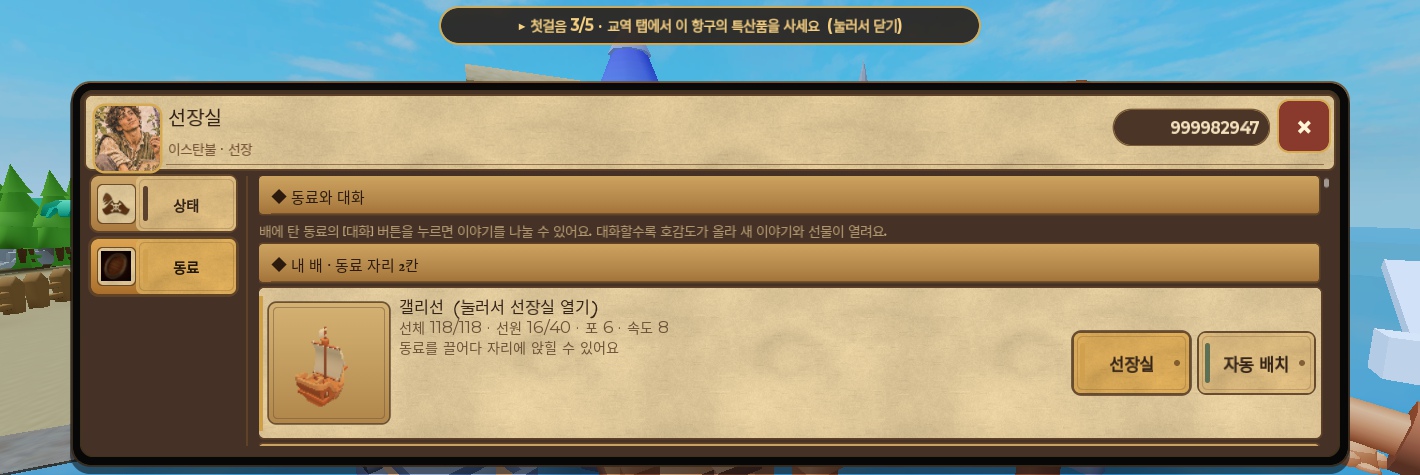 ▸ 첫걸음 3/5 · 교역 탭에서 이 항구의 특산품을 사세요 (눌러서 닫기)
선장실
이스탄불 · 선장
999982947
×
상태
동료
◆ 동료와 대화
배에 탄 동료의 [대화] 버튼을 누르면 이야기를 나눌 수 있어요. 대화할수록 호감도가 올라 새 이야기와 선물이 열려요.
◆ 내 배 · 동료 자리 2칸
갤리선 (눌러서 선장실 열기)
선체 118/118 · 선원 16/40 · 포 6 · 속도 8
동료를 끌어다 자리에 앉힐 수 있어요
선장실
자동 배치